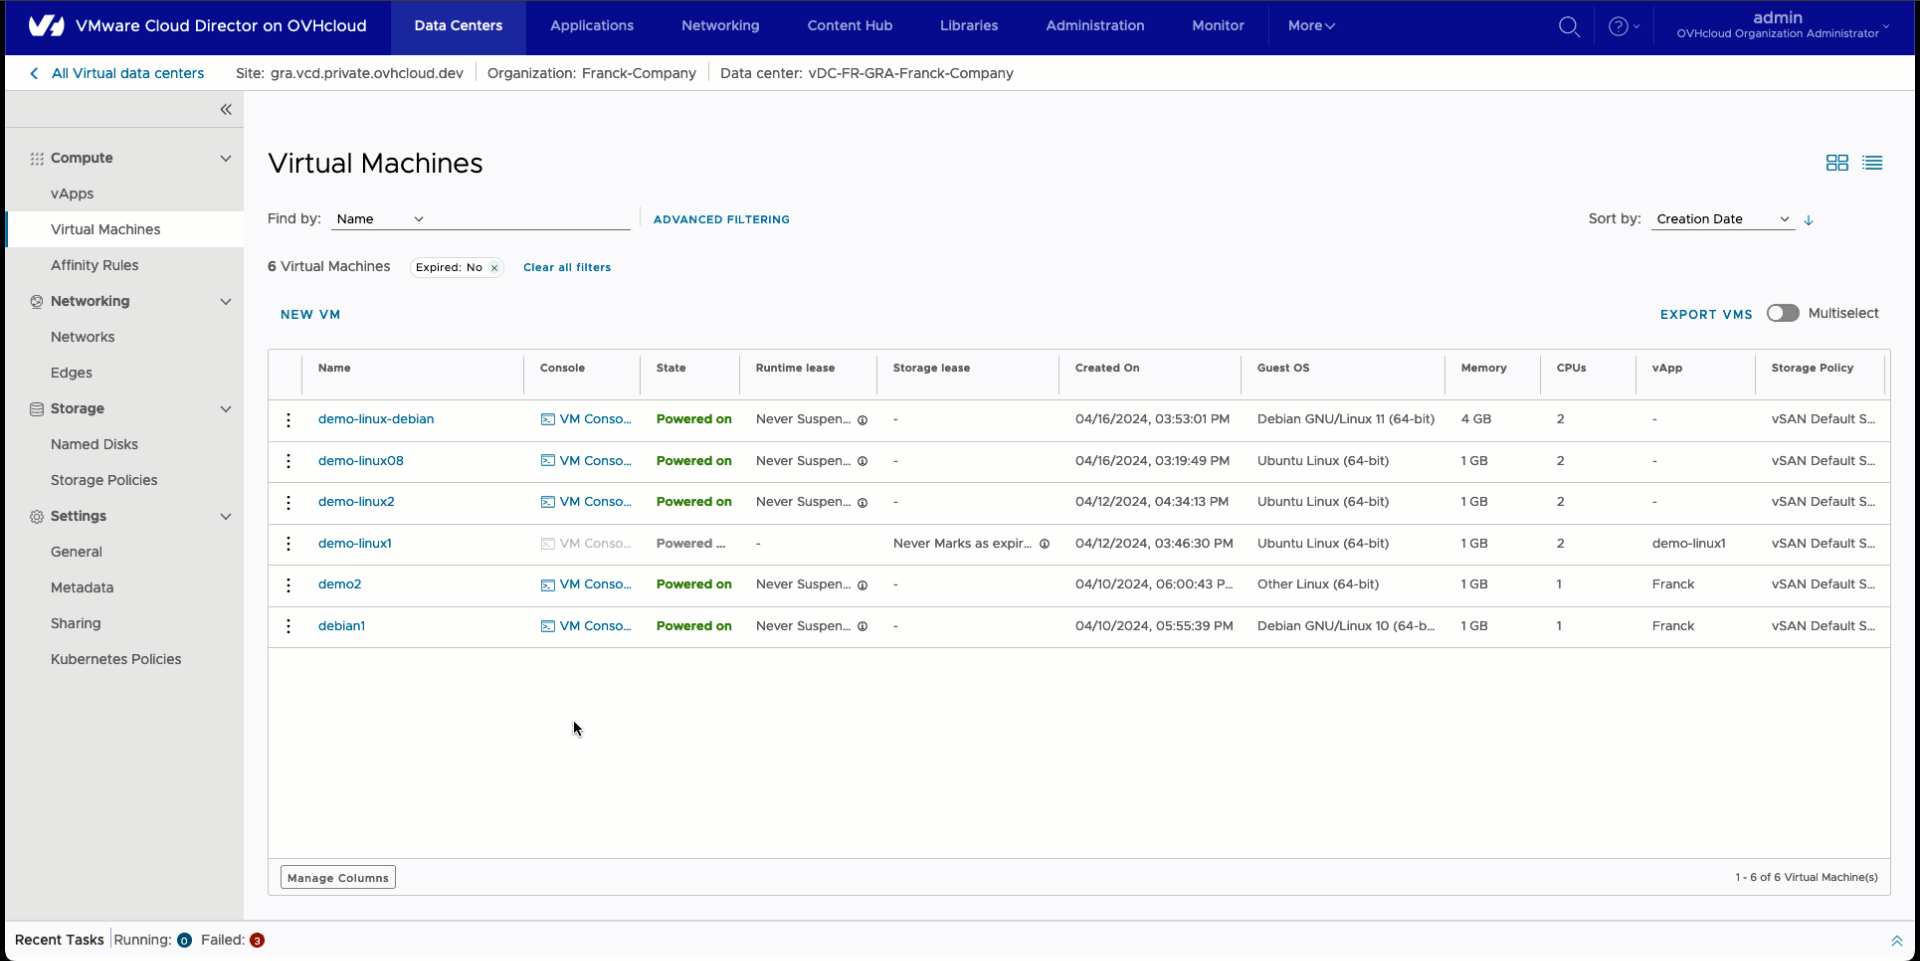 VMware Cloud Director on OVHcloud Data Centers Applications Networking Content Hub Libraries Administration Monitor More admin
OVHcloud Organization Administrator
All Virtual data centers Site: gra.vcd.private.ovhcloud.dev Organization: Franck-Company Data center: vDC-FR-GRA-Franck-Company
Compute
vApps
Virtual Machines
Affinity Rules
Networking
Networks
Edges
Storage
Named Disks
Storage Policies
Settings
General
Metadata
Sharing
Kubernetes Policies
Virtual Machines
Find by: Name ADVANCED FILTERING Sort by: Creation Date
6 Virtual Machines Expired: No Clear all filters
NEW VM EXPORT VMS Multiselect
Name Console State Runtime lease Storage lease Created On Guest OS Memory CPUs vApp Storage Policy
demo-linux-debian VM Conso... Powered on Never Suspen... - 04/16/2024, 03:53:01 PM Debian GNU/Linux 11 (64-bit) 4 GB 2 - vSAN Default S...
demo-linux08 VM Conso... Powered on Never Suspen... - 04/16/2024, 03:19:49 PM Ubuntu Linux (64-bit) 1 GB 2 - vSAN Default S...
demo-linux2 VM Conso... Powered on Never Suspen... - 04/12/2024, 04:34:13 PM Ubuntu Linux (64-bit) 1 GB 2 - vSAN Default S...
demo-linux1 VM Conso... Powered ... - Never Marks as expir... 04/12/2024, 03:46:30 PM Ubuntu Linux (64-bit) 1 GB 2 demo-linux1 vSAN Default S...
demo2 VM Conso... Powered on Never Suspen... - 04/10/2024, 06:00:43 P... Other Linux (64-bit) 1 GB 1 Franck vSAN Default S...
debian1 VM Conso... Powered on Never Suspen... - 04/10/2024, 05:55:39 PM Debian GNU/Linux 10 (64-b... 1 GB 1 Franck vSAN Default S...
Manage Columns 1 - 6 of 6 Virtual Machine(s)
Recent Tasks Running: 0 Failed: 3